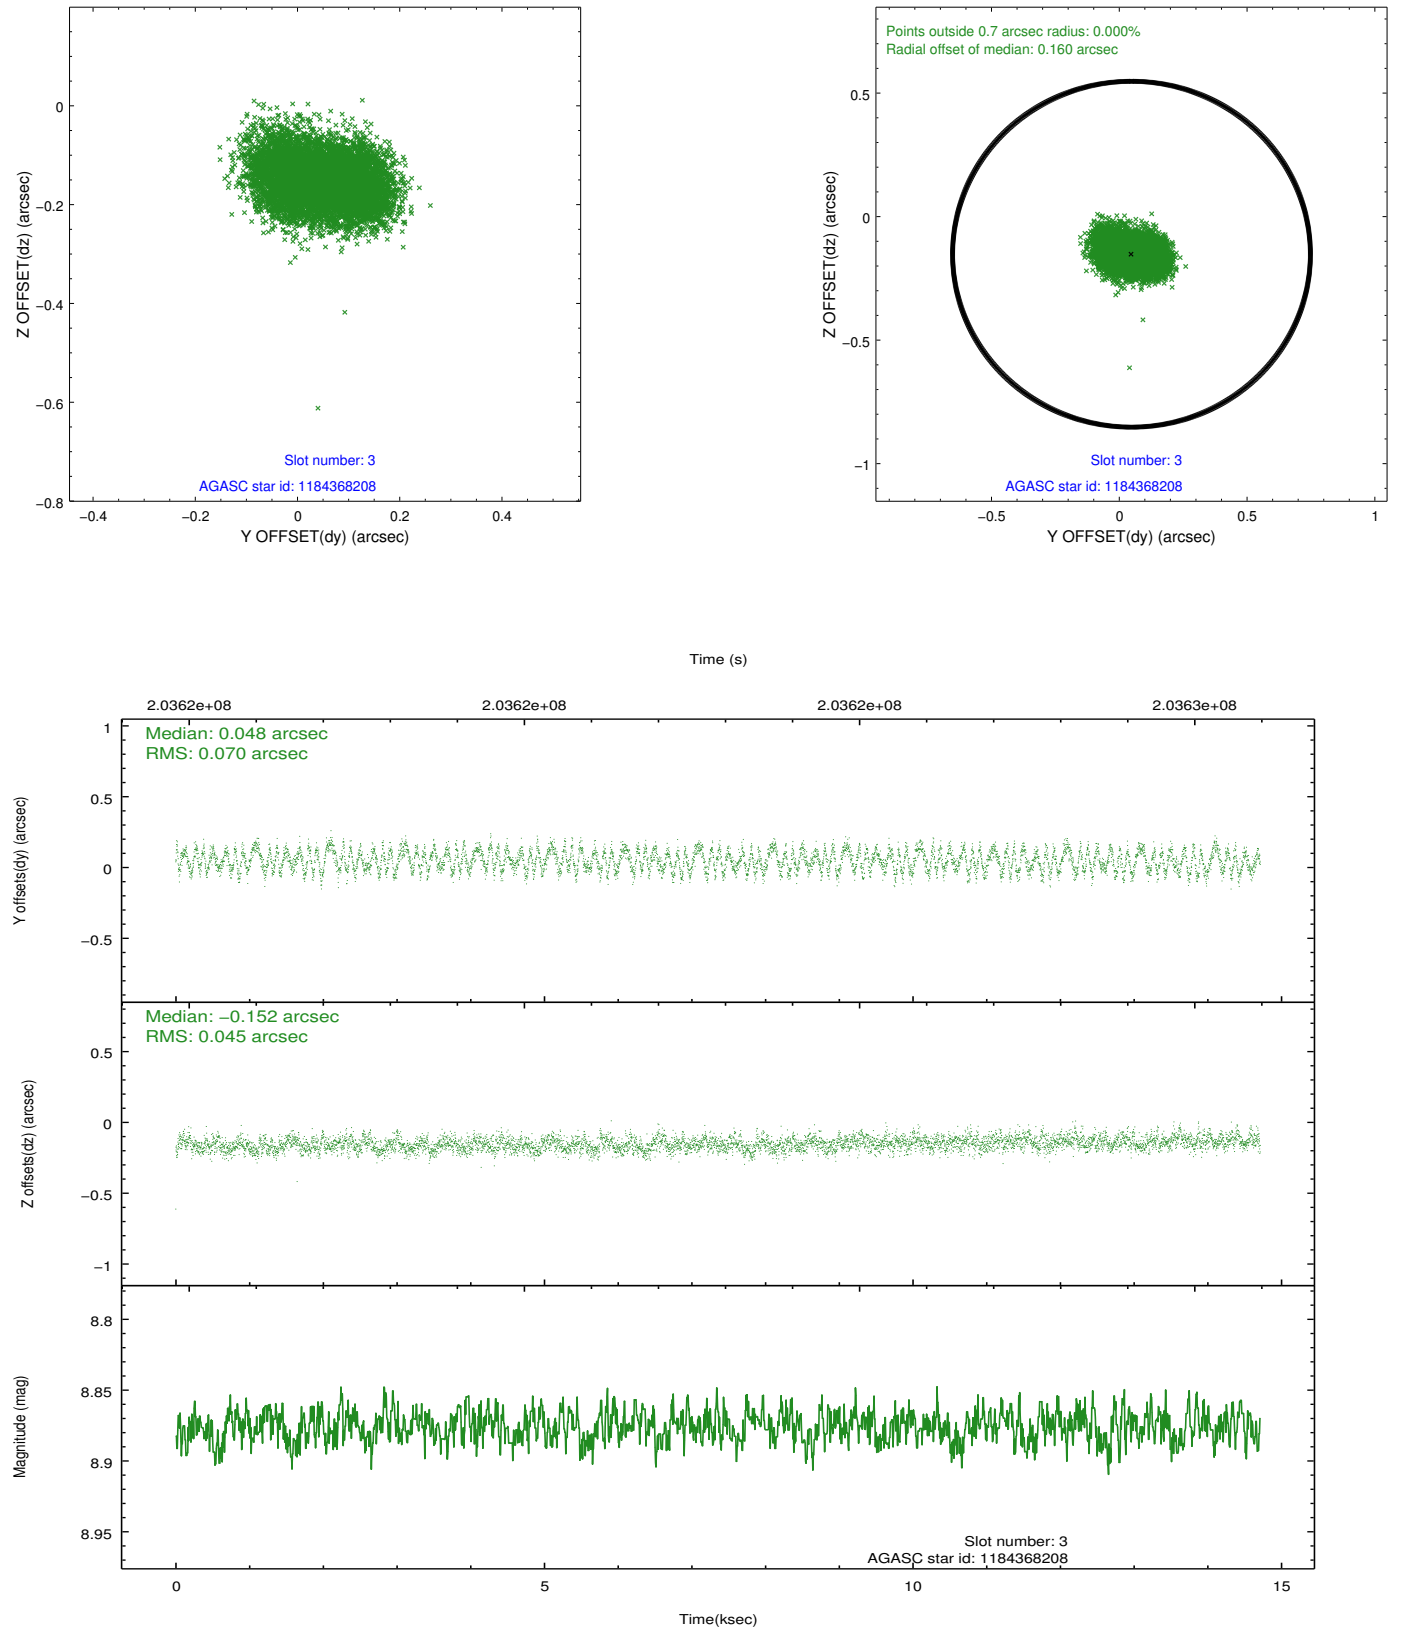 0
−0.2
−0.4
−0.6
−0.8
Z OFFSET(dz) (arcsec)
Slot number: 3
AGASC star id: 1184368208
−0.4
−0.2
0
0.2
0.4
Y OFFSET(dy) (arcsec)
Points outside 0.7 arcsec radius: 0.000%
Radial offset of median: 0.160 arcsec
0.5
0
−0.5
−1
Z OFFSET(dz) (arcsec)
Slot number: 3
AGASC star id: 1184368208
−0.5
0
0.5
1
Y OFFSET(dy) (arcsec)
Time (s)
2.0362e+08
2.0362e+08
2.0362e+08
2.0363e+08
Median: 0.048 arcsec
RMS: 0.070 arcsec
1
0.5
0
−0.5
Y offsets(dy) (arcsec)
Median: −0.152 arcsec
RMS: 0.045 arcsec
0.5
0
−0.5
−1
Z offsets(dz) (arcsec)
8.8
8.85
8.9
8.95
Magnitude (mag)
Slot number: 3
AGASC star id: 1184368208
0
5
10
15
Time(ksec)